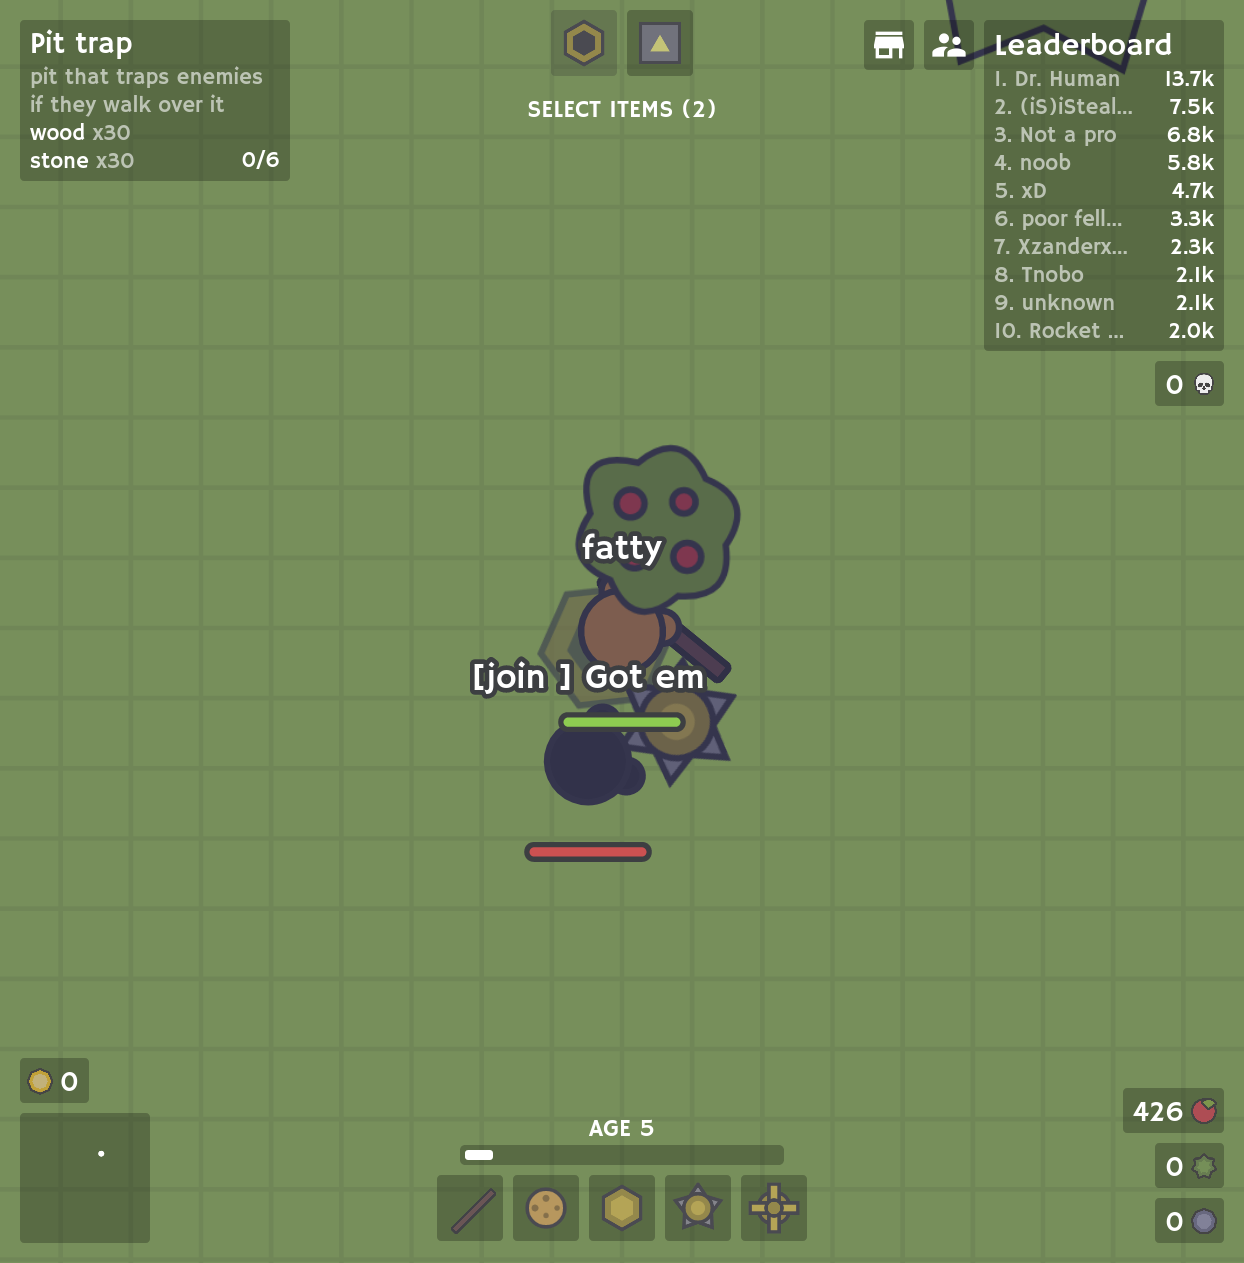 Pit trap
pit that traps enemies
if they walk over it
wood x30
stone x30 0/6
SELECT ITEMS (2)
Leaderboard
1. Dr. Human 13.7k
2. (iS)iSteal... 7.5k
3. Not a pro 6.8k
4. noob 5.8k
5. xD 4.7k
6. poor fell... 3.3k
7. Xzanderx... 2.3k
8. Tnobo 2.1k
9. unknown 2.1k
10. Rocket ... 2.0k
0
fatty
[join ] Got em
0
AGE 5
426
0
0